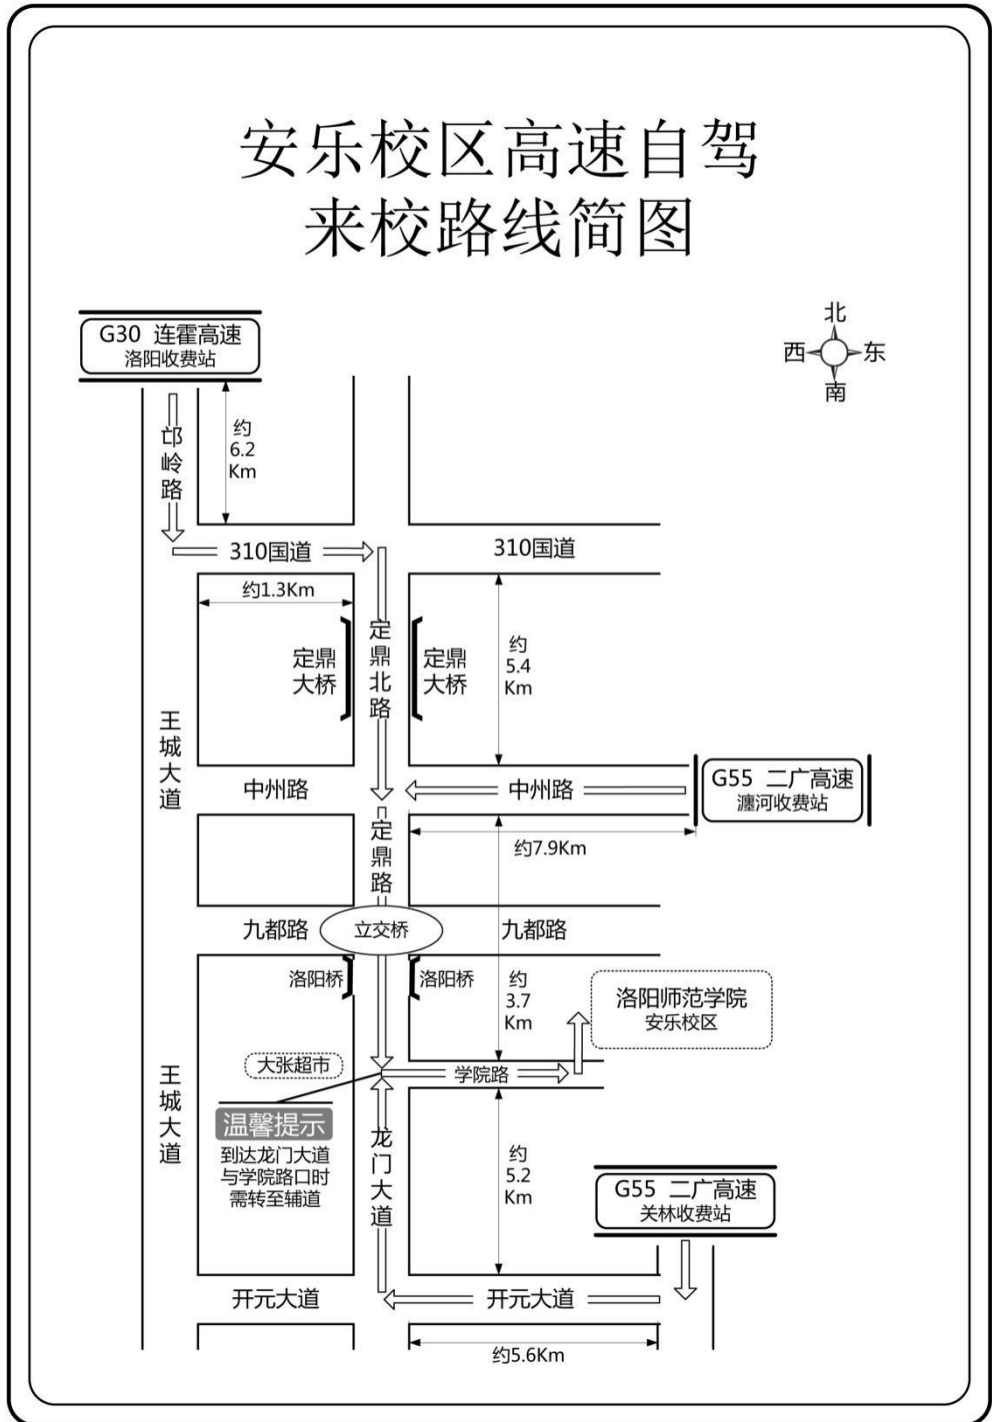 安乐校区高速自驾
来校路线简图
北
西
东
南
G30 连霍高速
洛阳收费站
邙岭路
约
6.2
Km
310国道
310国道
约1.3Km
定鼎
大桥
定鼎北路
定鼎
大桥
约
5.4
Km
王城大道
中州路
中州路
G55 二广高速
瀍河收费站
定鼎路
约7.9Km
九都路
立交桥
九都路
洛阳桥
洛阳桥
约
3.7
Km
洛阳师范学院
安乐校区
大张超市
学院路
王城大道
温馨提示
到达龙门大道
与学院路口时
需转至辅道
龙门大道
约
5.2
Km
G55 二广高速
关林收费站
开元大道
开元大道
约5.6Km